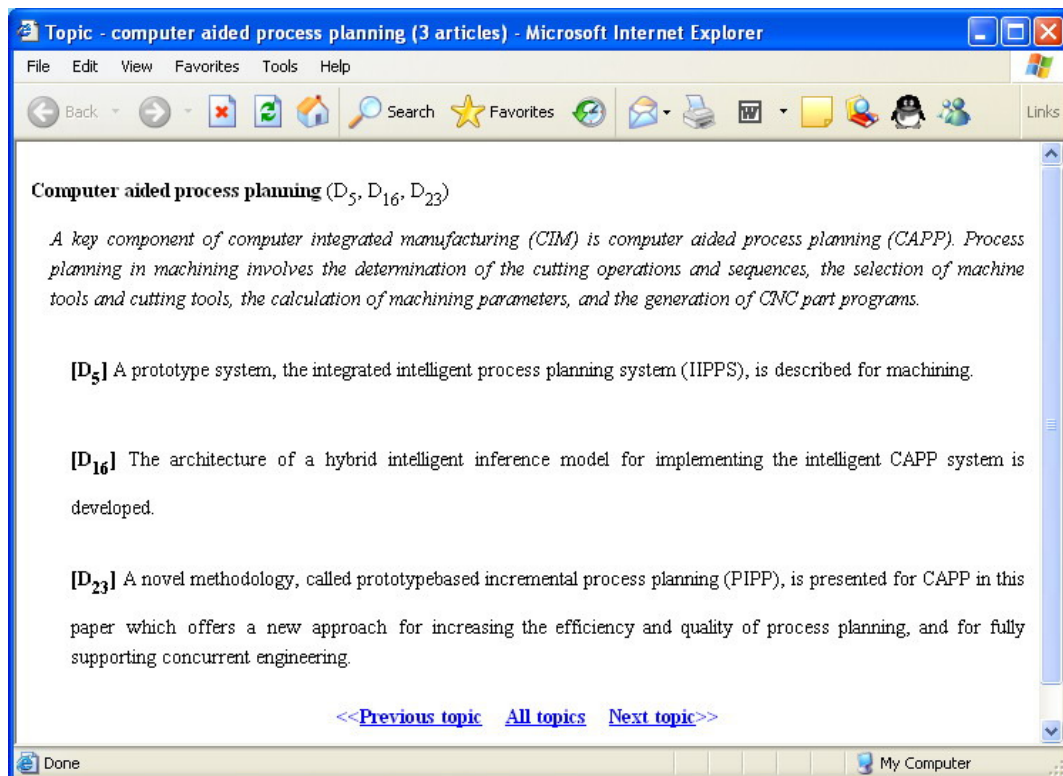 Topic - computer aided process planning (3 articles) - Microsoft Internet Explorer
File Edit View Favorites Tools Help
Back Search Favorites W Links
Computer aided process planning (D5, D16, D23)
A key component of computer integrated manufacturing (CIM) is computer aided process planning (CAPP). Process
planning in machining involves the determination of the cutting operations and sequences, the selection of machine
tools and cutting tools, the calculation of machining parameters, and the generation of CNC part programs.
[D5] A prototype system, the integrated intelligent process planning system (IIPPS), is described for machining.
[D16] The architecture of a hybrid intelligent inference model for implementing the intelligent CAPP system is
developed.
[D23] A novel methodology, called prototypebased incremental process planning (PIPP), is presented for CAPP in this
paper which offers a new approach for increasing the efficiency and quality of process planning, and for fully
supporting concurrent engineering.
<<Previous topic All topics Next topic>>
Done My Computer